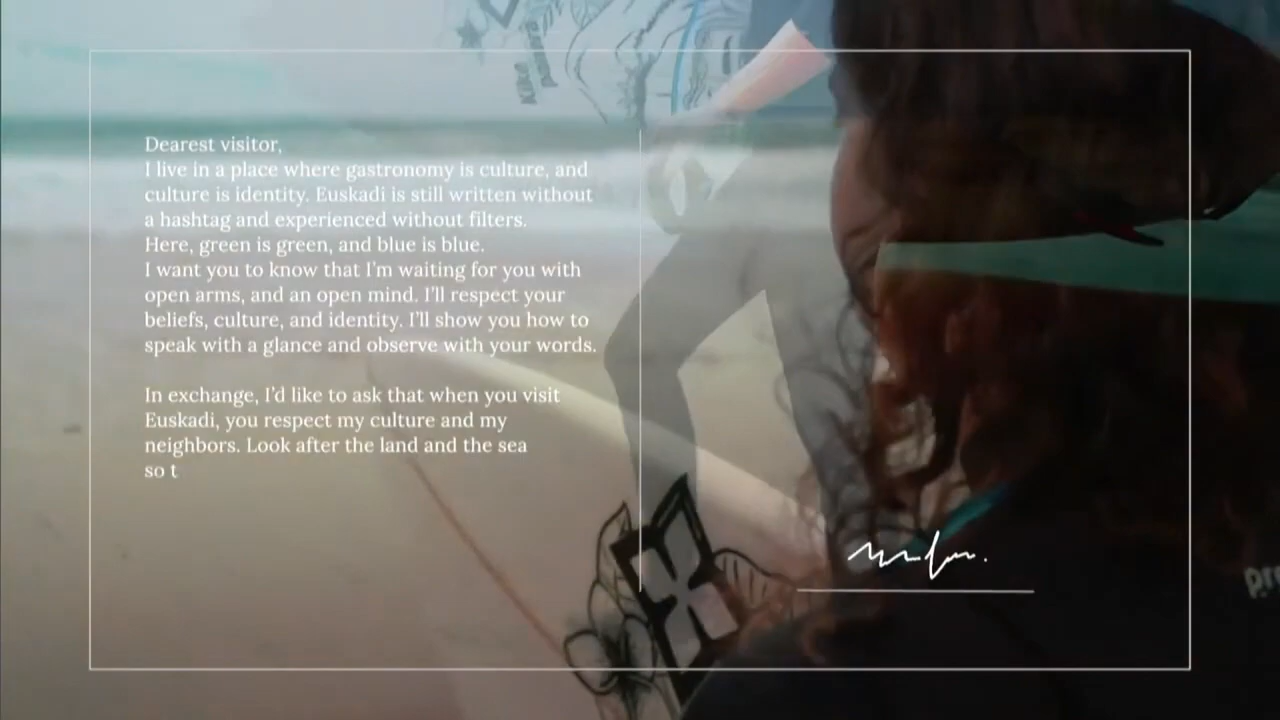 Dearest visitor,
I live in a place where gastronomy is culture, and
culture is identity. Euskadi is still written without
a hashtag and experienced without filters.
Here, green is green, and blue is blue.
I want you to know that I'm waiting for you with
open arms, and an open mind. I'll respect your
beliefs, culture, and identity. I'll show you how to
speak with a glance and observe with your words.
In exchange, I'd like to ask that when you visit
Euskadi, you respect my culture and my
neighbors. Look after the land and the sea
so t